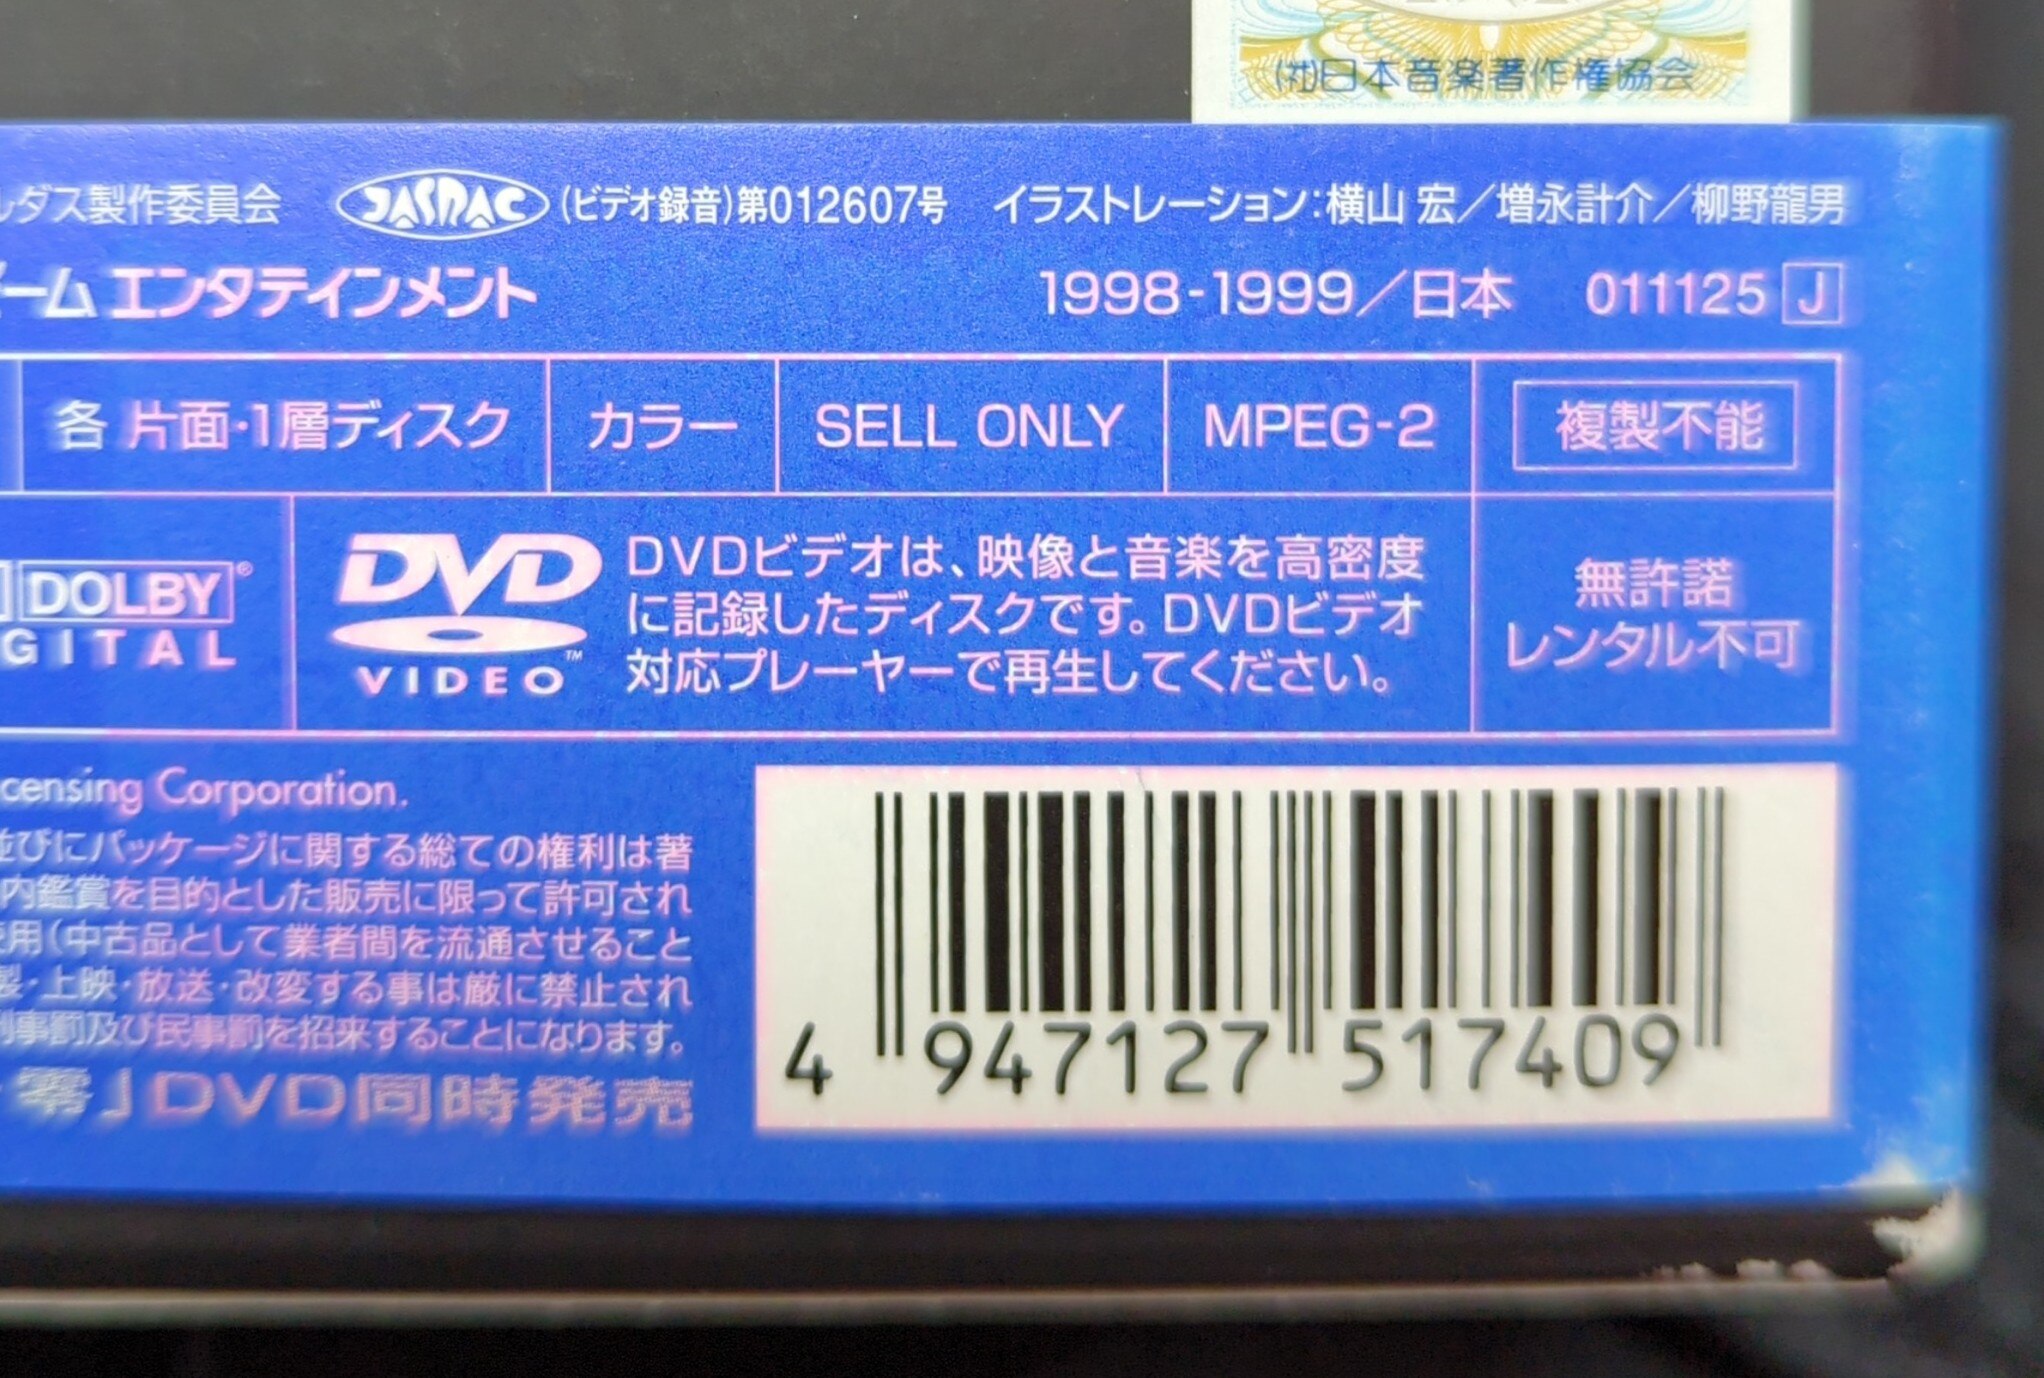 (社)日本音楽著作権協会
ルダス製作委員会 JASRAC (ビデオ録音)第012607号 イラストレーション:横山 宏/増永計介/柳野龍男
ーム エンタテインメント 1998-1999/日本 011125 J
各 片面・1層ディスク カラー SELL ONLY MPEG-2 複製不能
DOLBY®
GITAL
DVD
VIDEO™
DVDビデオは、映像と音楽を高密度
に記録したディスクです。DVDビデオ
対応プレーヤーで再生してください。
無許諾
レンタル不可
censing Corporation.
並びにパッケージに関する総ての権利は著
内鑑賞を目的とした販売に限って許可され
使用(中古品として業者間を流通させること
製・上映・放送・改変する事は厳に禁止され
刑事罰及び民事罰を招来することになります。
零」DVD同時発売
4 947127 517409